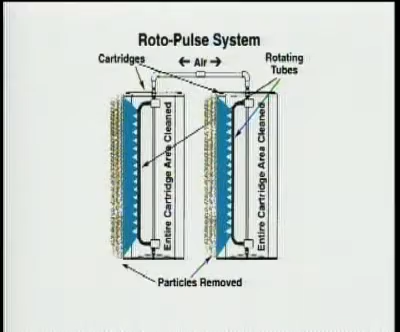 Roto-Pulse System
Cartridges
Air
Rotating
Tubes
Entire Cartridge Area Cleaned
Entire Cartridge Area Cleaned
Particles Removed